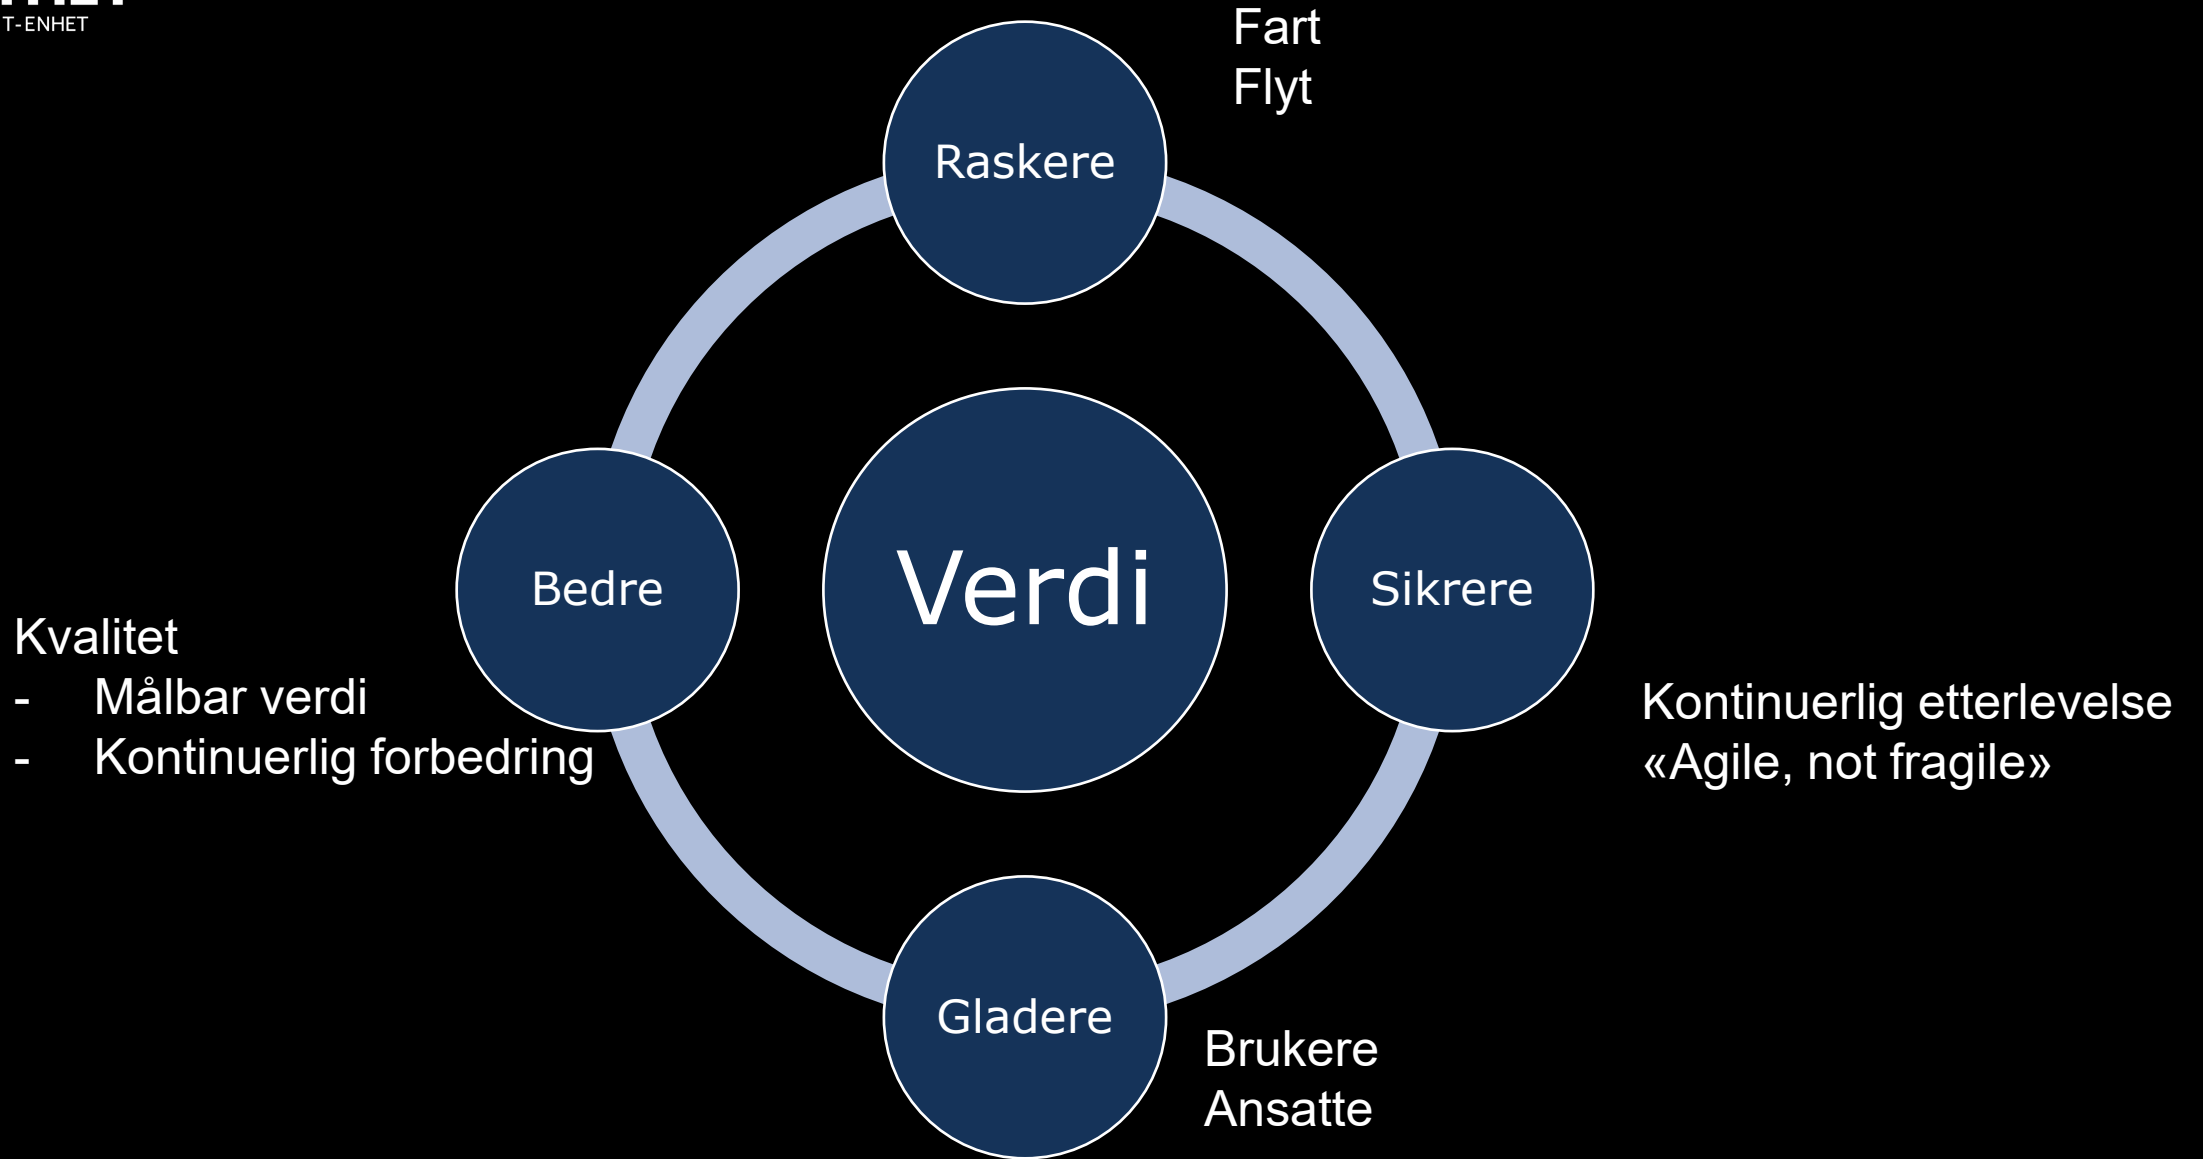 T-ENHET
Fart
Flyt
Raskere
Bedre
Verdi
Sikrere
Kvalitet
- Målbar verdi
- Kontinuerlig forbedring
Kontinuerlig etterlevelse
«Agile, not fragile»
Gladere
Brukere
Ansatte